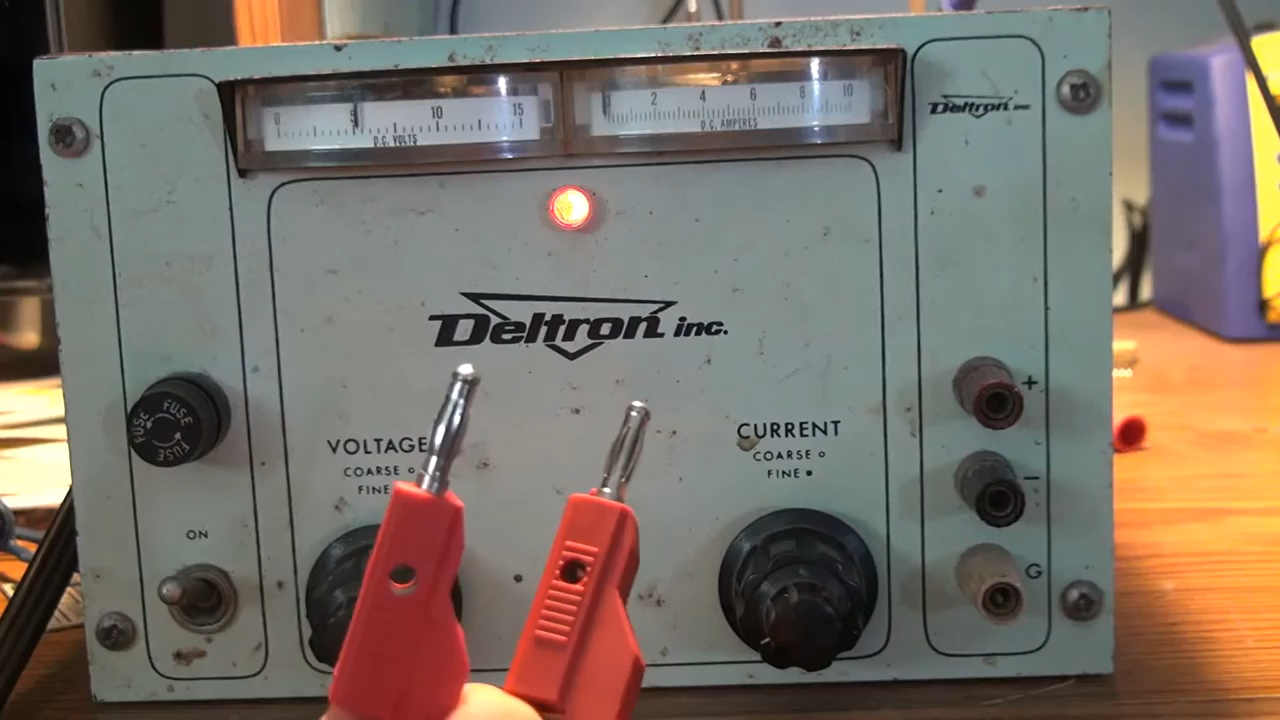 0 5 10 15
D.C. VOLTS
0 2 4 6 8 10
D.C. AMPERES
Deltron inc
Deltron inc.
FUSE FUSE FUSE
VOLTAGE
COARSE
FINE
CURRENT
COARSE
FINE
ON
+
−
G